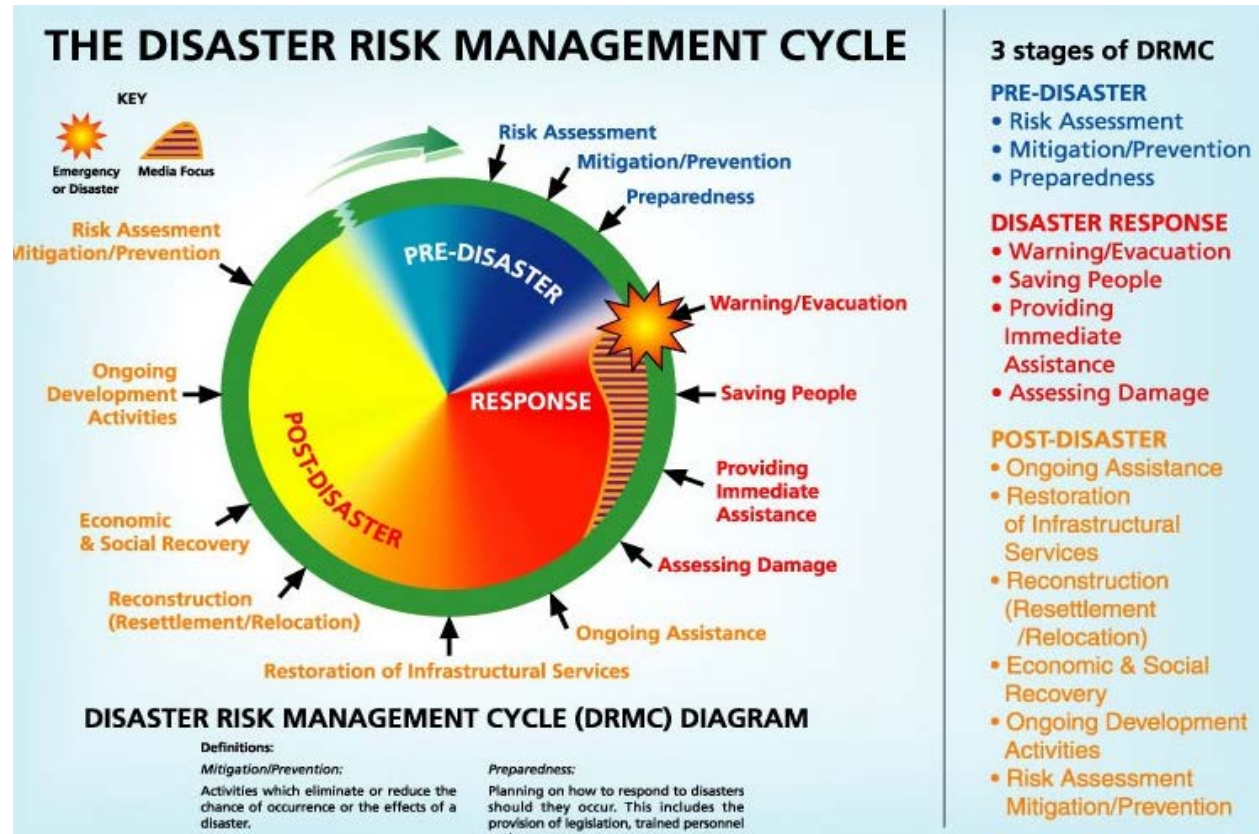 THE DISASTER RISK MANAGEMENT CYCLE
KEY
Emergency
or Disaster
Media Focus
Risk Assessment
Mitigation/Prevention
Preparedness
Warning/Evacuation
Saving People
Providing
Immediate
Assistance
Assessing Damage
Ongoing Assistance
Restoration of Infrastructural Services
Reconstruction
(Resettlement/Relocation)
Economic
& Social Recovery
Ongoing
Development
Activities
Risk Assesment
Mitigation/Prevention
PRE-DISASTER
RESPONSE
POST-DISASTER
DISASTER RISK MANAGEMENT CYCLE (DRMC) DIAGRAM
Definitions:
Mitigation/Prevention:
Activities which eliminate or reduce the
chance of occurrence or the effects of a
disaster.
Preparedness:
Planning on how to respond to disasters
should they occur. This includes the
provision of legislation, trained personnel
3 stages of DRMC
PRE-DISASTER
• Risk Assessment
• Mitigation/Prevention
• Preparedness
DISASTER RESPONSE
• Warning/Evacuation
• Saving People
• Providing
Immediate
Assistance
• Assessing Damage
POST-DISASTER
• Ongoing Assistance
• Restoration
of Infrastructural
Services
• Reconstruction
(Resettlement
/Relocation)
• Economic & Social
Recovery
• Ongoing Development
Activities
• Risk Assessment
Mitigation/Prevention